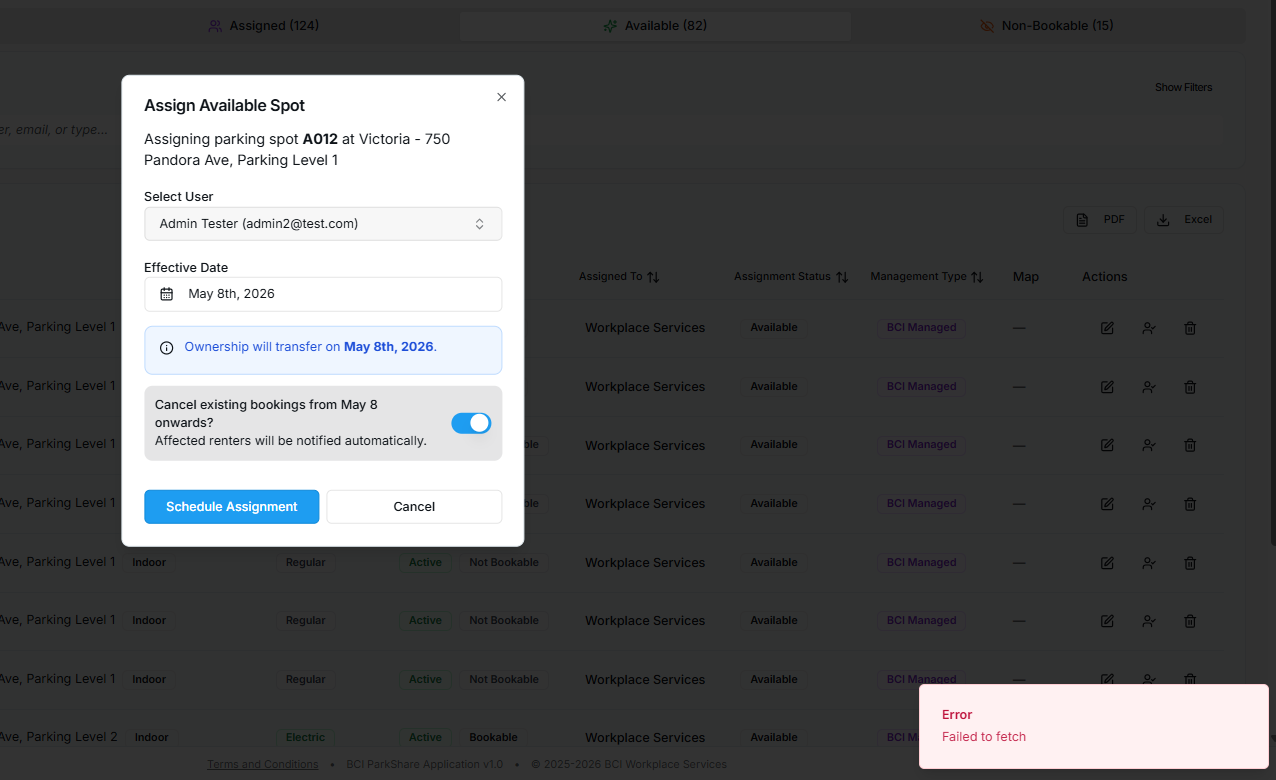 Assigned (124)
Available (82)
Non-Bookable (15)
Show Filters
er, email, or type...
Assign Available Spot
Assigning parking spot A012 at Victoria - 750
Pandora Ave, Parking Level 1
Select User
Admin Tester (admin2@test.com)
Effective Date
May 8th, 2026
Ownership will transfer on May 8th, 2026.
Cancel existing bookings from May 8
onwards?
Affected renters will be notified automatically.
Schedule Assignment
Cancel
PDF
Excel
Assigned To
Assignment Status
Management Type
Map
Actions
Ave, Parking Level 1
Workplace Services
Available
BCI Managed
—
Ave, Parking Level 1
Workplace Services
Available
BCI Managed
—
Ave, Parking Level 1
ble
Workplace Services
Available
BCI Managed
—
Ave, Parking Level 1
ble
Workplace Services
Available
BCI Managed
—
Ave, Parking Level 1
Indoor
Regular
Active
Not Bookable
Workplace Services
Available
BCI Managed
—
Ave, Parking Level 1
Indoor
Regular
Active
Not Bookable
Workplace Services
Available
BCI Managed
—
Ave, Parking Level 1
Indoor
Regular
Active
Not Bookable
Workplace Services
Available
BCI Managed
—
Ave, Parking Level 2
Indoor
Electric
Active
Bookable
Workplace Services
Available
BCI M
Error
Failed to fetch
Terms and Conditions • BCI ParkShare Application v1.0 • © 2025-2026 BCI Workplace Services